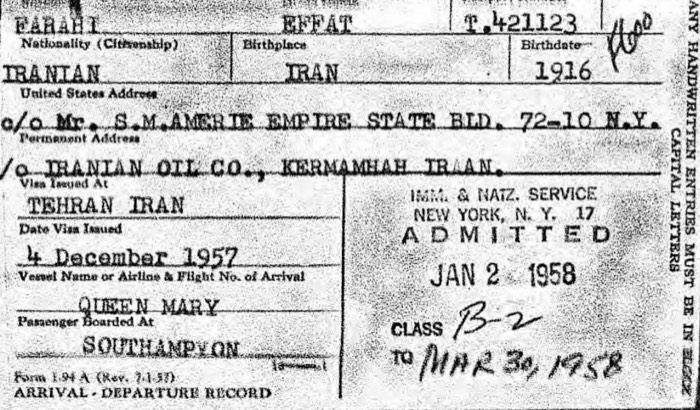 FARAHI EFFAT T.421123
Nationality (Citizenship) Birthplace Birthdate
IRANIAN IRAN 1916
United States Address
c/o Mr. S.M.AMERIE EMPIRE STATE BLD. 72-10 N.Y.
Permanent Address
/o IRANIAN OIL CO., KERMAMHAH IRAAN.
Visa Issued At
TEHRAN IRAN
Date Visa Issued
4 December 1957
Vessel Name or Airline & Flight No. of Arrival
QUEEN MARY
Passenger Boarded At
SOUTHAMPYON
Form I-94 A (Rev. 7-1-57)
ARRIVAL - DEPARTURE RECORD
IMM. & NATZ. SERVICE
NEW YORK, N. Y. 17
ADMITTED
JAN 2 1958
CLASS B-2
TO MAR 30, 1958
ANY HANDWRITTEN ENTRIES MUST BE IN
CAPITAL LETTERS